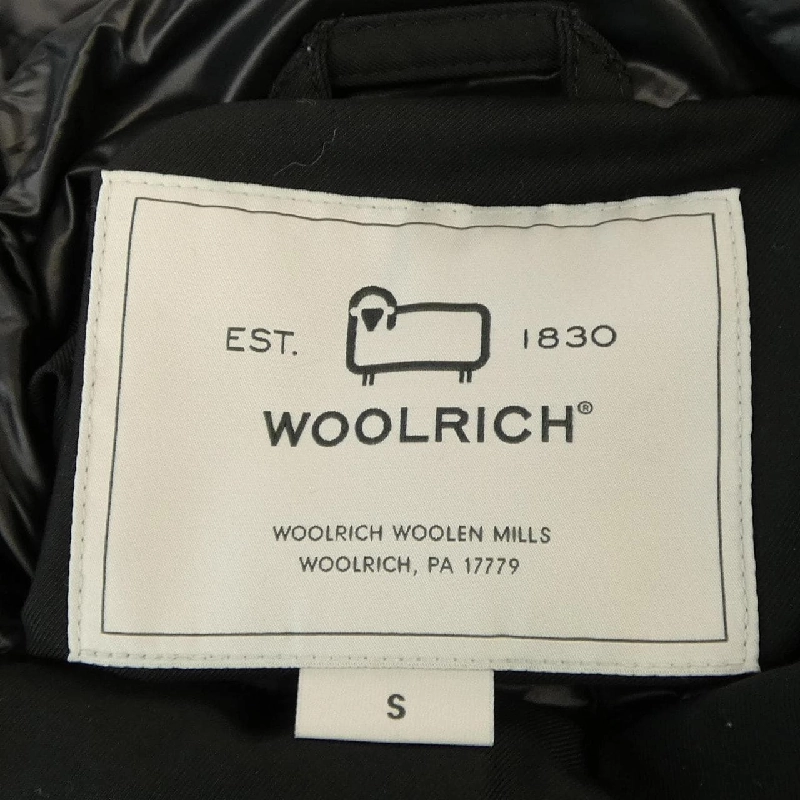 EST. 1830
WOOLRICH®
WOOLRICH WOOLEN MILLS
WOOLRICH, PA 17779
S